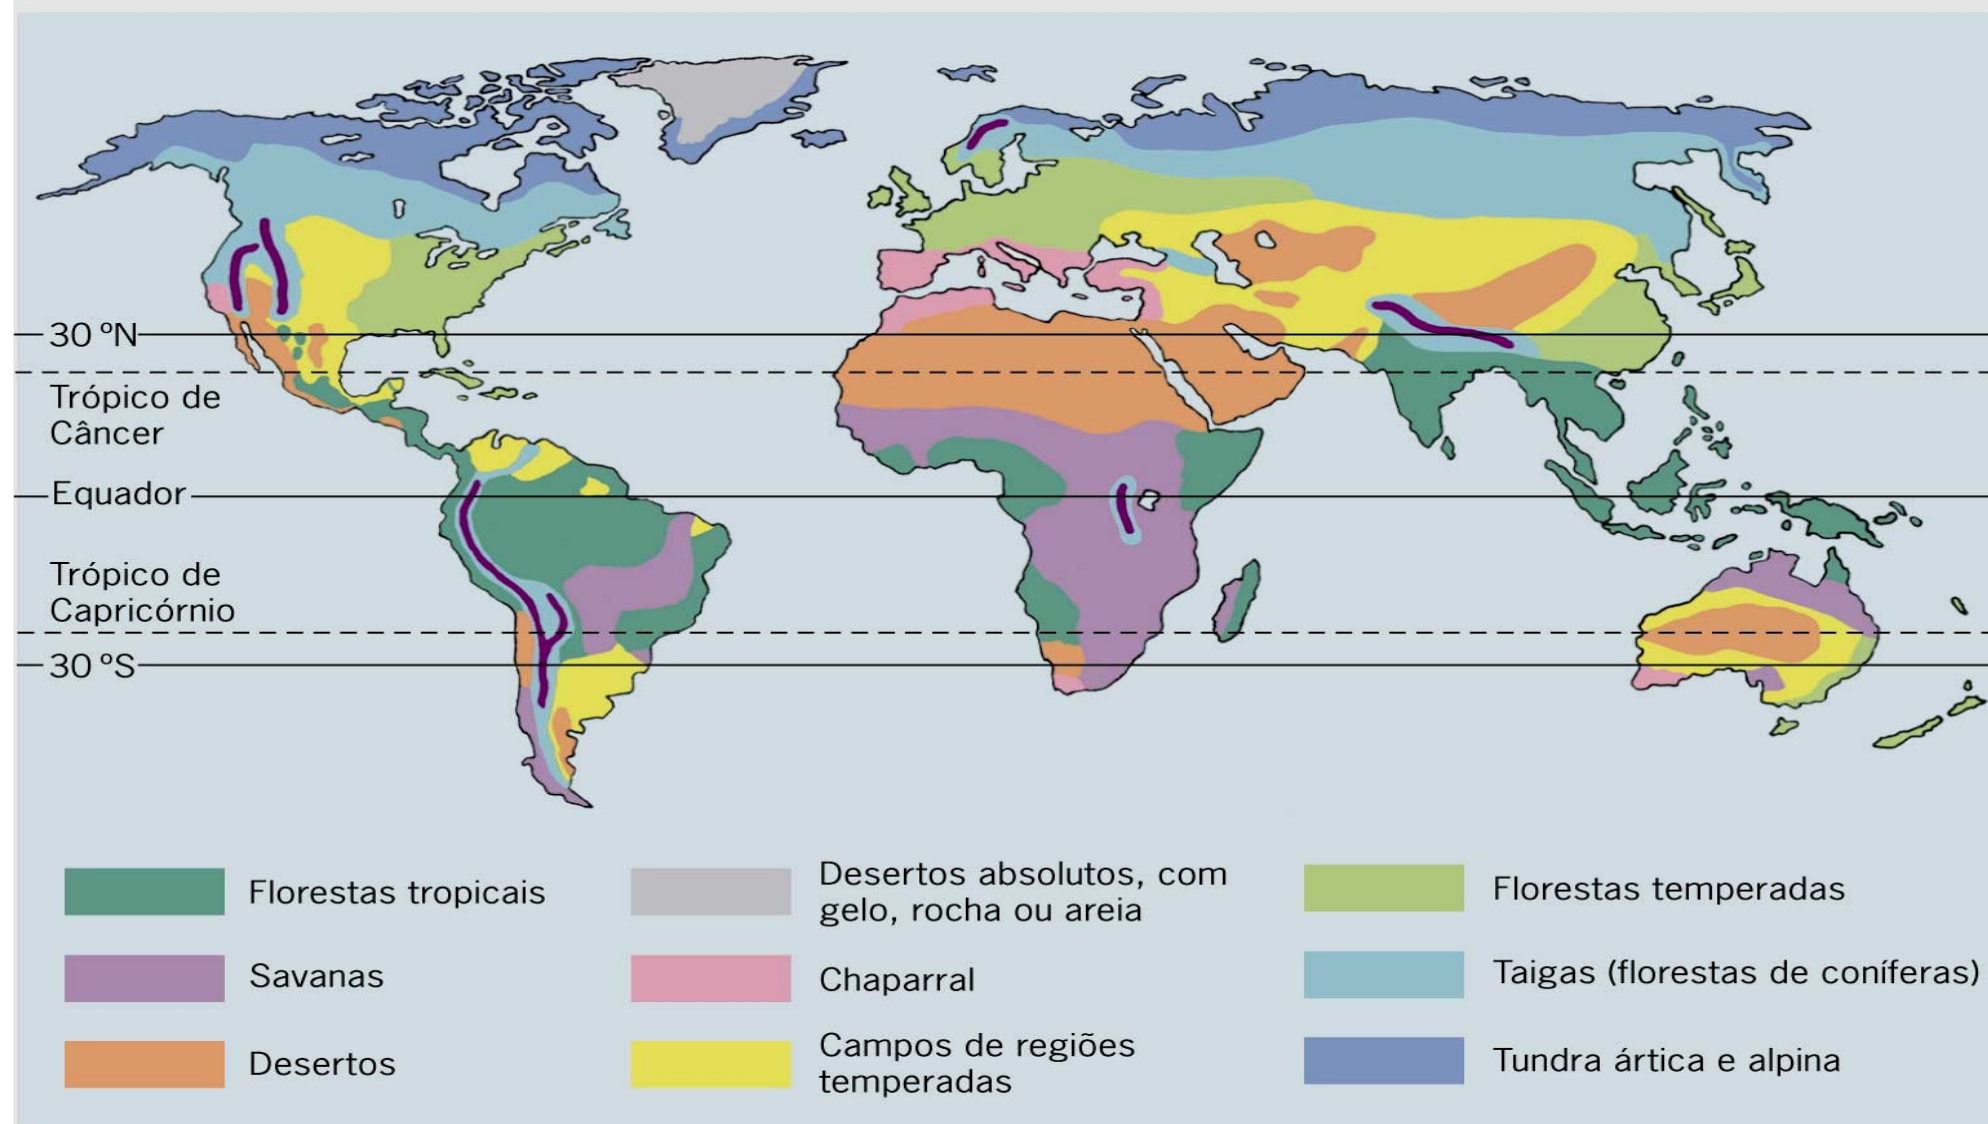 30 ºN
Trópico de
Câncer
Equador
Trópico de
Capricórnio
30 ºS
Florestas tropicais
Savanas
Desertos
Desertos absolutos, com
gelo, rocha ou areia
Chaparral
Campos de regiões
temperadas
Florestas temperadas
Taigas (florestas de coníferas)
Tundra ártica e alpina